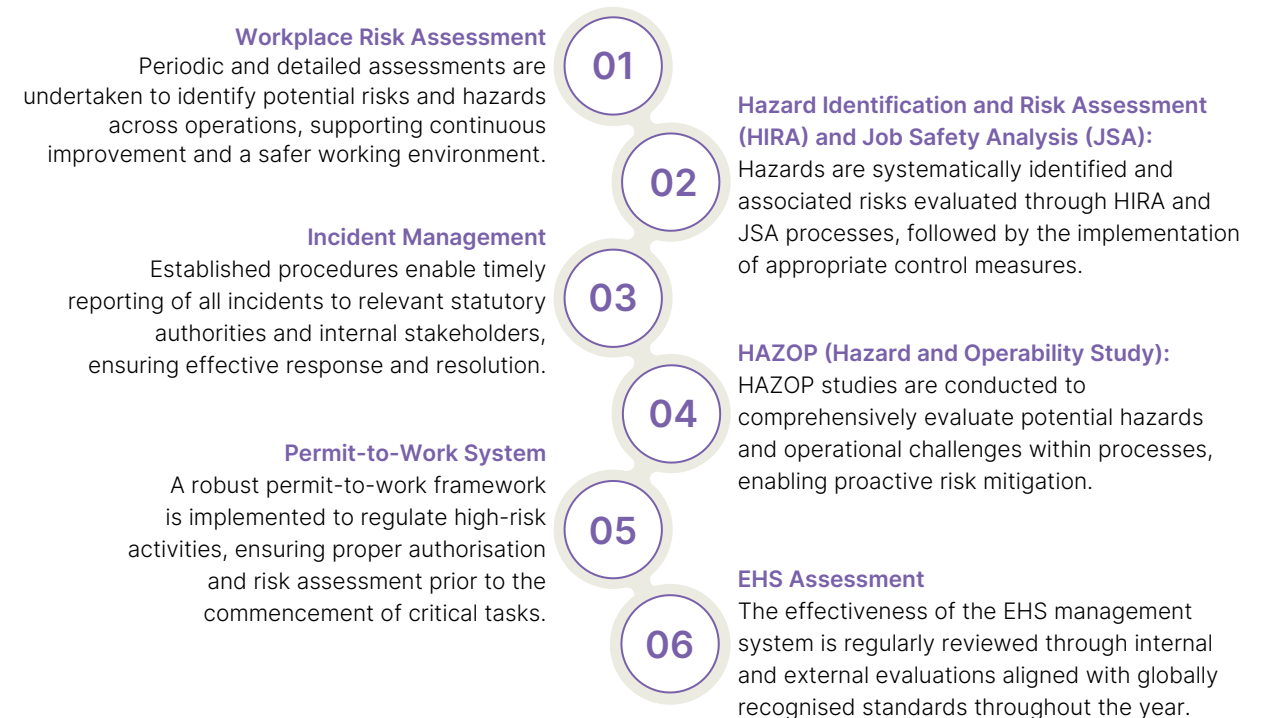 01
Workplace Risk Assessment
Periodic and detailed assessments are
undertaken to identify potential risks and hazards
across operations, supporting continuous
improvement and a safer working environment.
02
Hazard Identification and Risk Assessment
(HIRA) and Job Safety Analysis (JSA):
Hazards are systematically identified and
associated risks evaluated through HIRA and
JSA processes, followed by the implementation
of appropriate control measures.
03
Incident Management
Established procedures enable timely
reporting of all incidents to relevant statutory
authorities and internal stakeholders,
ensuring effective response and resolution.
04
HAZOP (Hazard and Operability Study):
HAZOP studies are conducted to
comprehensively evaluate potential hazards
and operational challenges within processes,
enabling proactive risk mitigation.
05
Permit-to-Work System
A robust permit-to-work framework
is implemented to regulate high-risk
activities, ensuring proper authorisation
and risk assessment prior to the
commencement of critical tasks.
06
EHS Assessment
The effectiveness of the EHS management
system is regularly reviewed through internal
and external evaluations aligned with globally
recognised standards throughout the year.